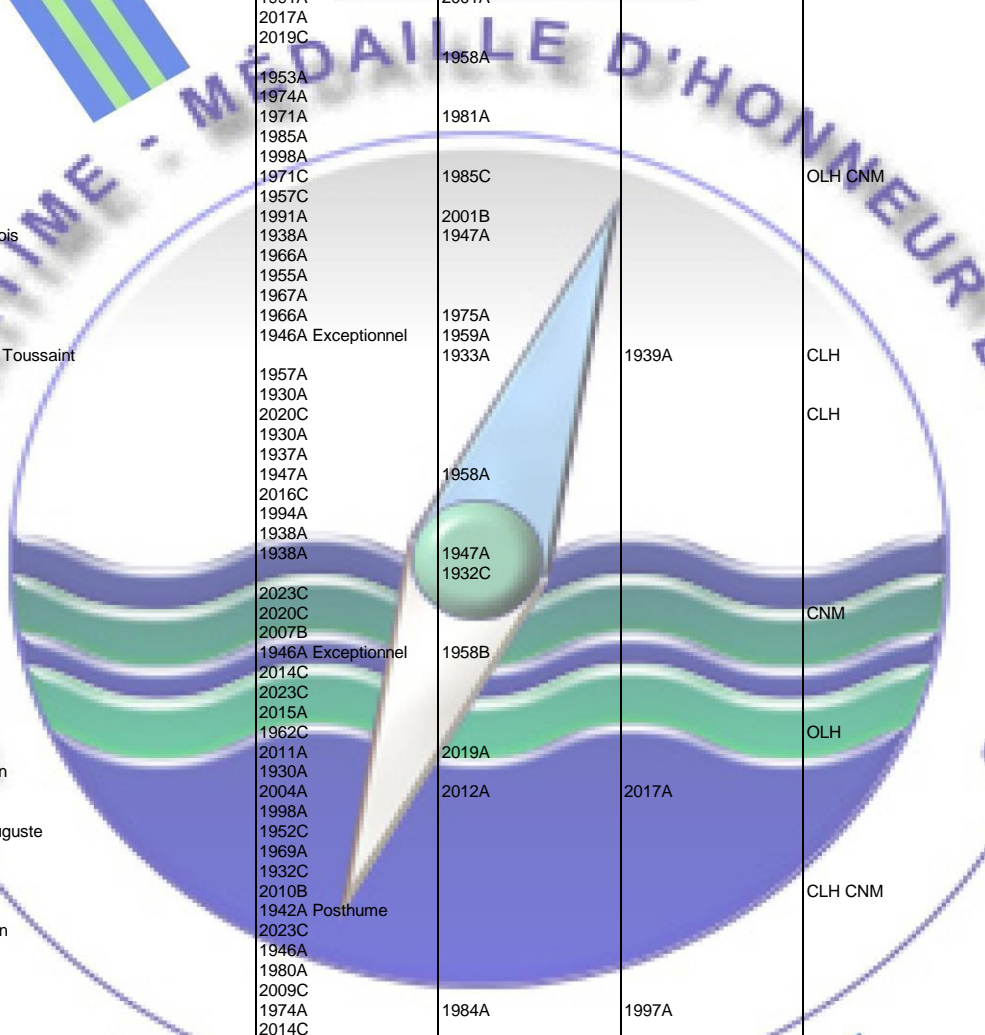 2017A
2019C
1958A
1953A
1974A
1971A 1981A
1985A
1998A
1971C 1985C OLH CNM
1957C
1991A 2001B
ois 1938A 1947A
1966A
1955A
1967A
1966A 1975A
1946A Exceptionnel 1959A
Toussaint 1933A 1939A CLH
1957A
1930A
2020C CLH
1930A
1937A
1947A 1958A
2016C
1994A
1938A
1938A 1947A
1932C
2023C
2020C CNM
2007B
1946A Exceptionnel 1958B
2014C
2023C
2015A
1962C OLH
2011A 2019A
n 1930A
2004A 2012A 2017A
1998A
uguste 1952C
1969A
1932C
2010B CLH CNM
1942A Posthume
n 2023C
1946A
1980A
2009C
1974A 1984A 1997A
2014C
TIME - MÉDAILLE D'HONNEUR